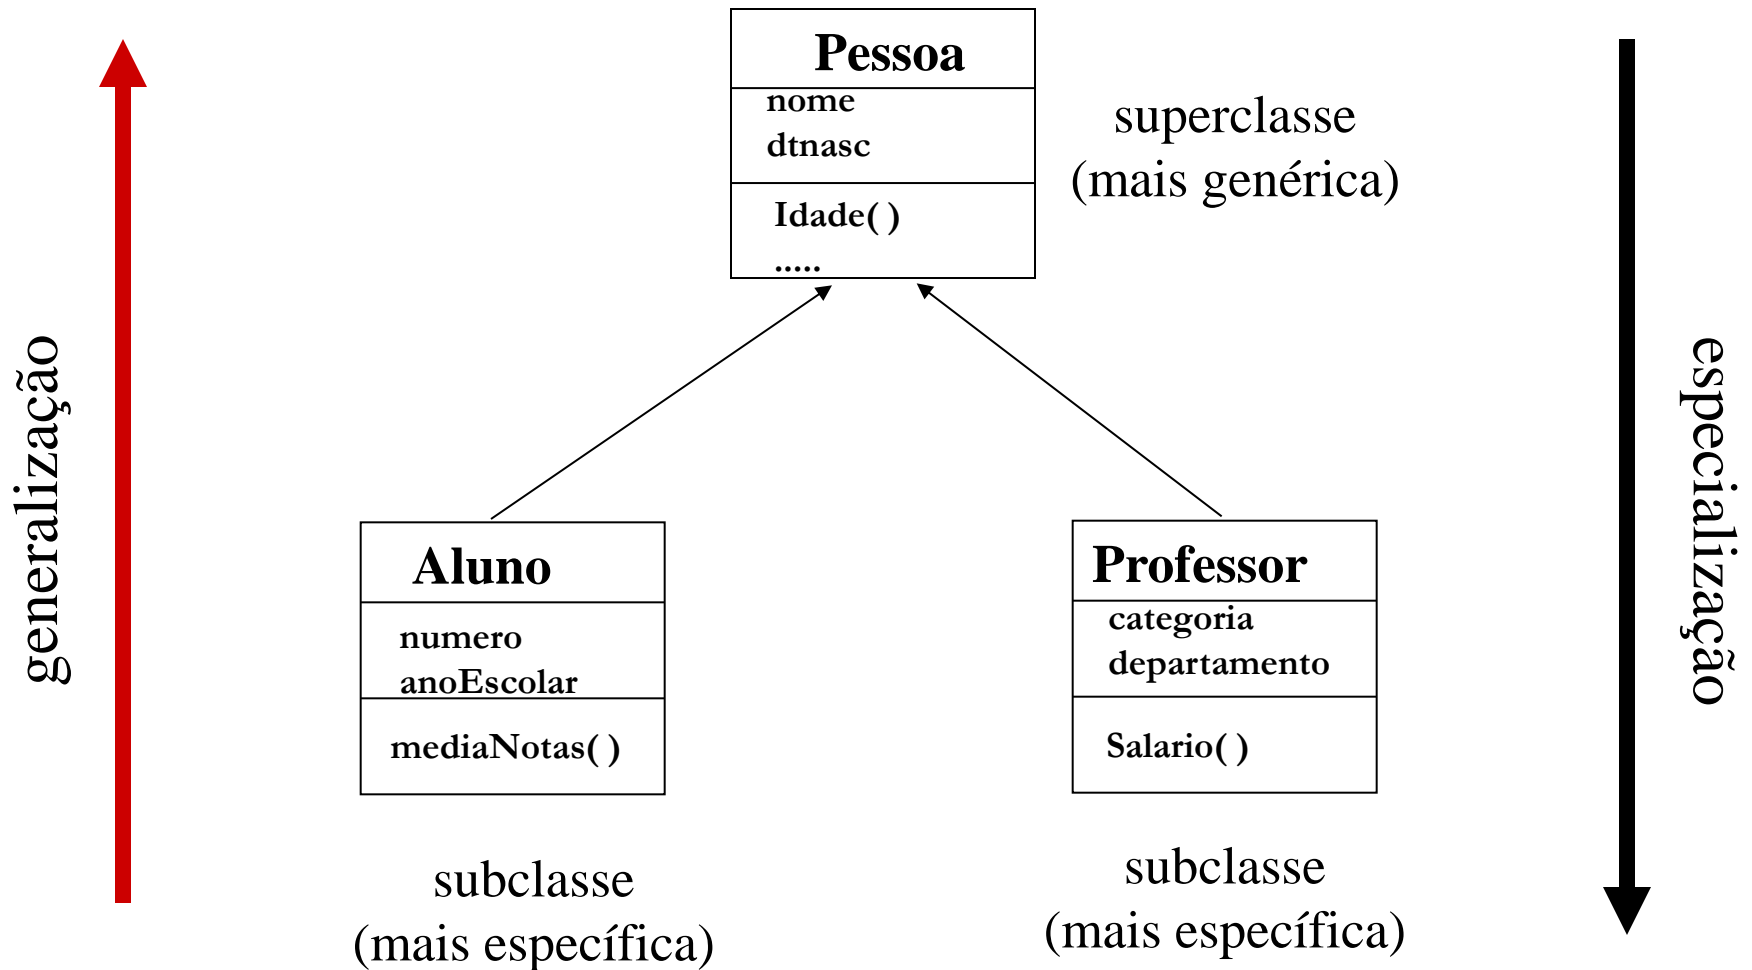 Pessoa
nome
dtnasc
Idade( )
.....
superclasse
(mais genérica)
generalização
especialização
Aluno
numero
anoEscolar
mediaNotas( )
subclasse
(mais específica)
Professor
categoria
departamento
Salario( )
subclasse
(mais específica)